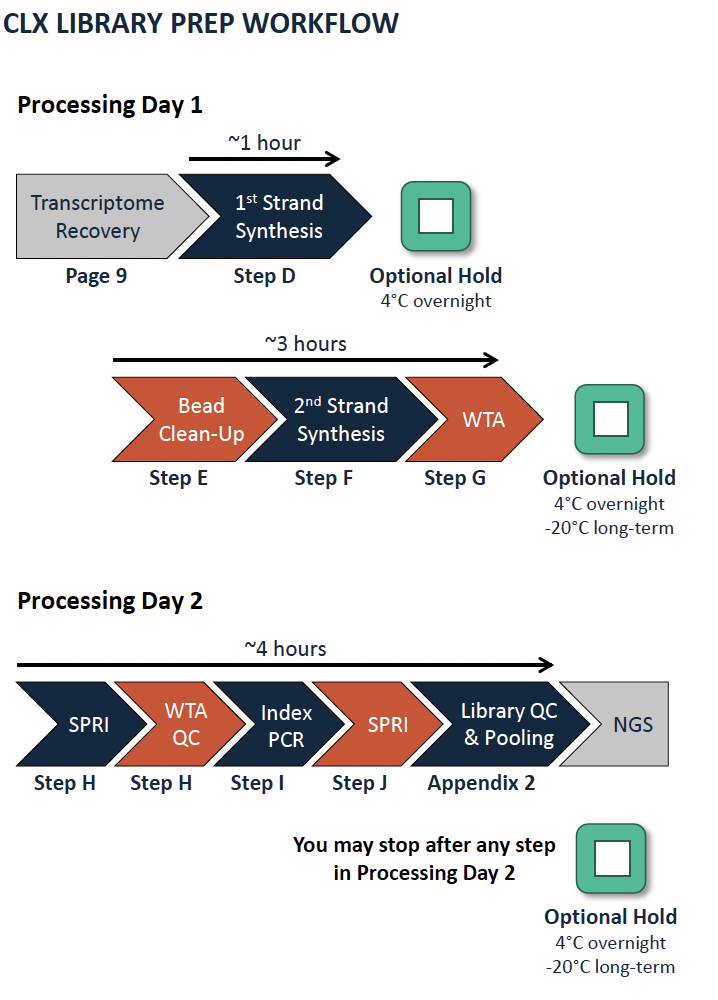 CLX LIBRARY PREP WORKFLOW
Processing Day 1
~1 hour
Transcriptome
Recovery
1st Strand
Synthesis
Page 9
Step D
Optional Hold
4°C overnight
~3 hours
Bead
Clean-Up
2nd Strand
Synthesis
WTA
Step E
Step F
Step G
Optional Hold
4°C overnight
-20°C long-term
Processing Day 2
~4 hours
SPRI
WTA
QC
Index
PCR
SPRI
Library QC
& Pooling
NGS
Step H
Step H
Step I
Step J
Appendix 2
You may stop after any step
in Processing Day 2
Optional Hold
4°C overnight
-20°C long-term